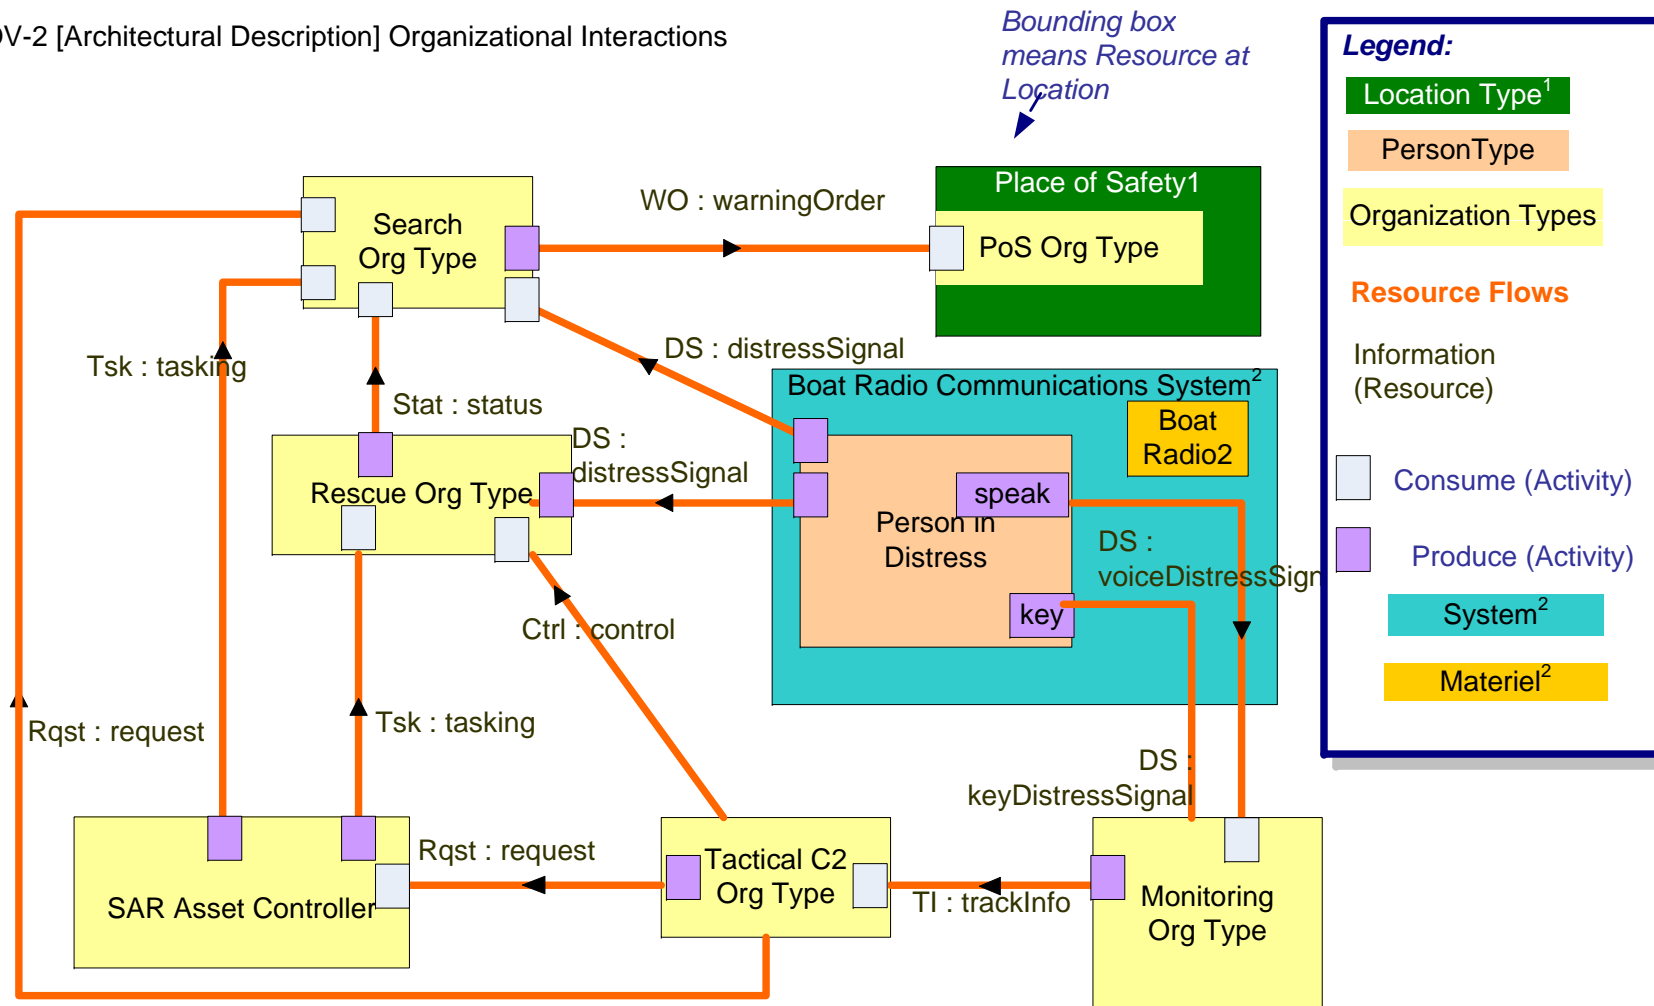 OV-2 [Architectural Description] Organizational Interactions
Bounding box
means Resource at
Location
Legend:
Location Type1
PersonType
Organization Types
Resource Flows
Information
(Resource)
Consume (Activity)
Produce (Activity)
System2
Materiel2
Search
Org Type
WO : warningOrder
Place of Safety1
PoS Org Type
Tsk : tasking
DS : distressSignal
Stat : status
Boat Radio Communications System2
Boat
Radio2
DS :
distressSignal
Rescue Org Type
speak
Person in
Distress
key
DS :
voiceDistressSign
Ctrl : control
Rqst : request
Tsk : tasking
DS :
keyDistressSignal
SAR Asset Controller
Rqst : request
Tactical C2
Org Type
TI : trackInfo
Monitoring
Org Type